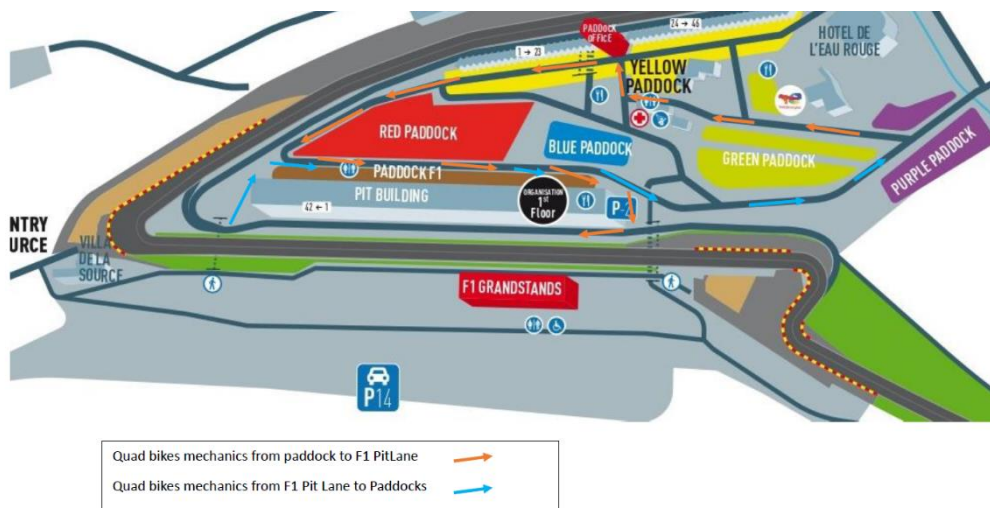 24 → 46
PADDOCK
OFFICE
1 → 23
HOTEL DE
L'EAU ROUGE
YELLOW
PADDOCK
RED PADDOCK
BLUE PADDOCK
GREEN PADDOCK
PURPLE PADDOCK
PADDOCK F1
PIT BUILDING
ORGANISATION
1st
Floor
42 ← 1
NTRY
URCE
VILLA
DE LA
SOURCE
F1 GRANDSTANDS
P14
Quad bikes mechanics from paddock to F1 PitLane
Quad bikes mechanics from F1 Pit Lane to Paddocks